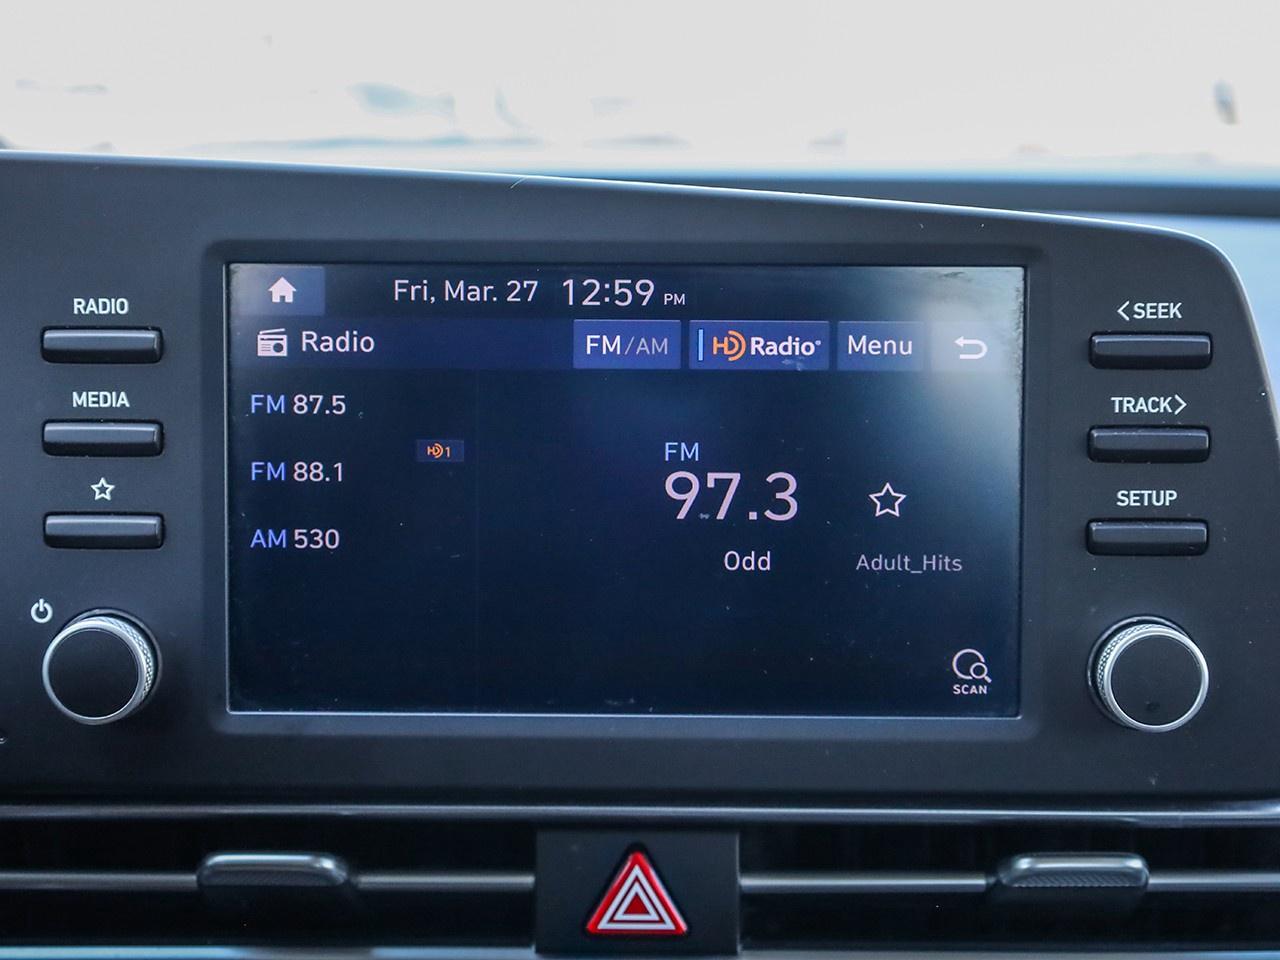 Fri, Mar. 27 12:59 PM
RADIO
<SEEK
Radio FM/AM HD Radio® Menu
MEDIA
FM 87.5
TRACK>
HD1
FM
FM 88.1
97.3
SETUP
AM 530
Odd
Adult_Hits
SCAN